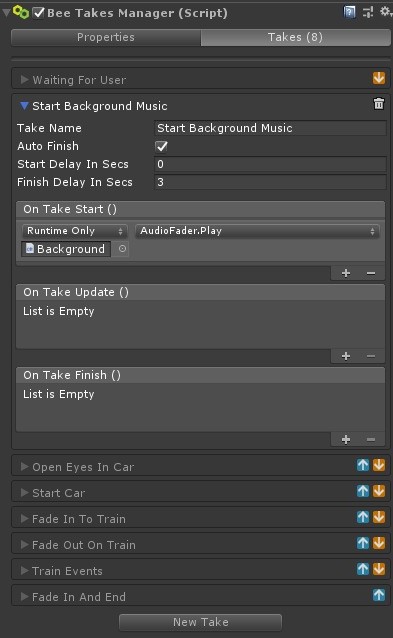 Bee Takes Manager (Script)
Properties
Takes (8)
Waiting For User
Start Background Music
Take Name
Start Background Music
Auto Finish
Start Delay In Secs
0
Finish Delay In Secs
3
On Take Start ()
Runtime Only
AudioFader.Play
Background
On Take Update ()
List is Empty
On Take Finish ()
List is Empty
Open Eyes In Car
Start Car
Fade In To Train
Fade Out On Train
Train Events
Fade In And End
New Take